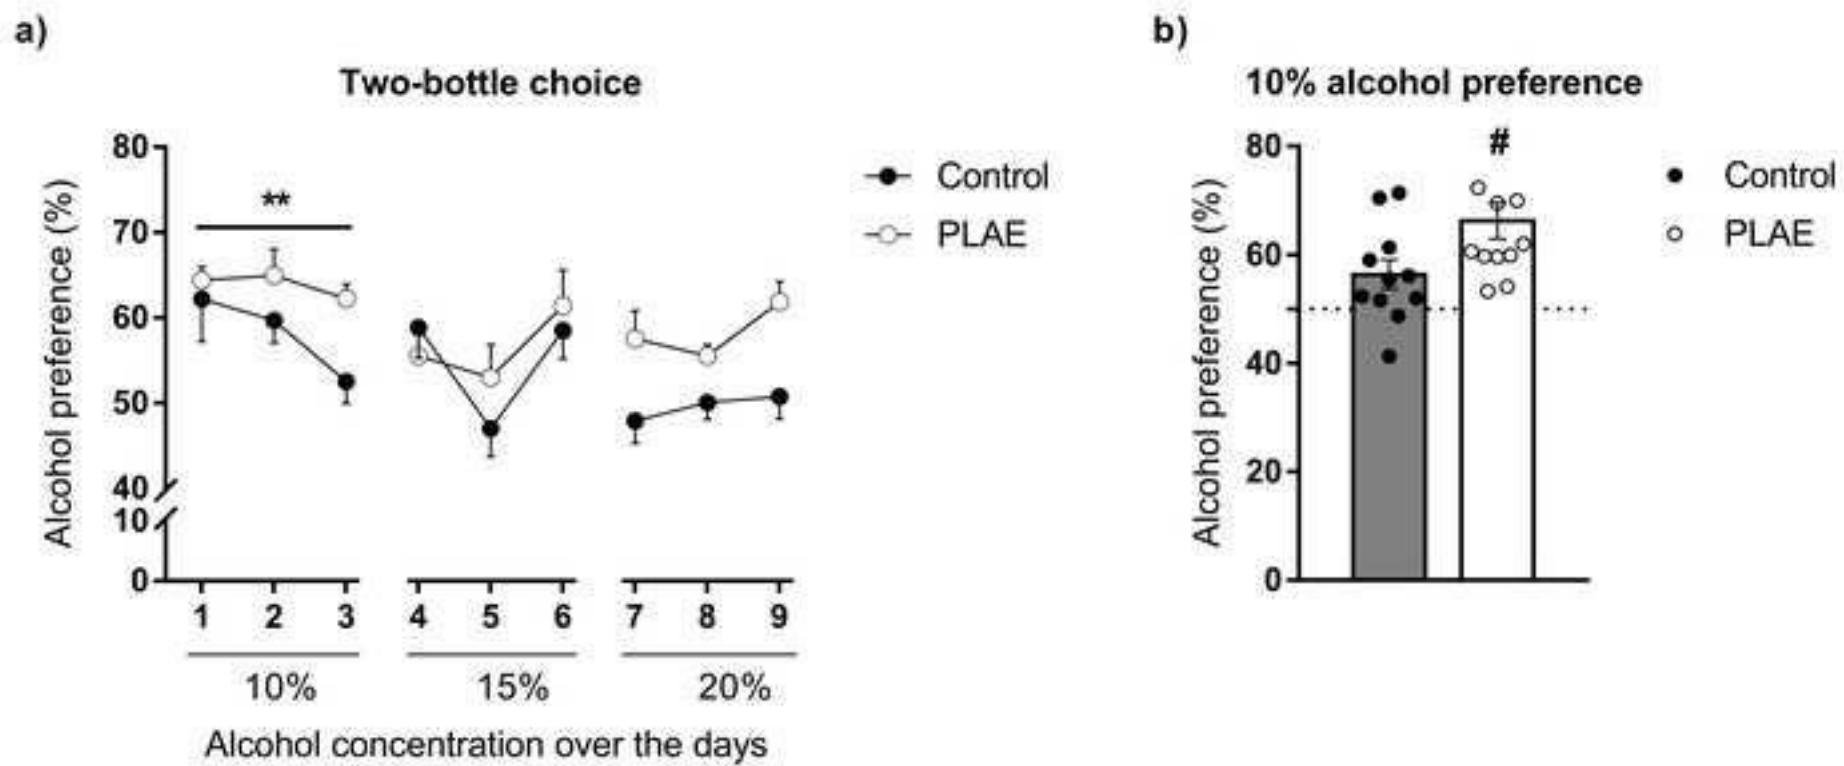 a)
Two-bottle choice
Alcohol preference (%)
80
70
60
50
40
10
0
**
Control
PLAE
1 2 3 4 5 6 7 8 9
10% 15% 20%
Alcohol concentration over the days
b)
10% alcohol preference
Alcohol preference (%)
80
60
40
20
0
#
Control
PLAE